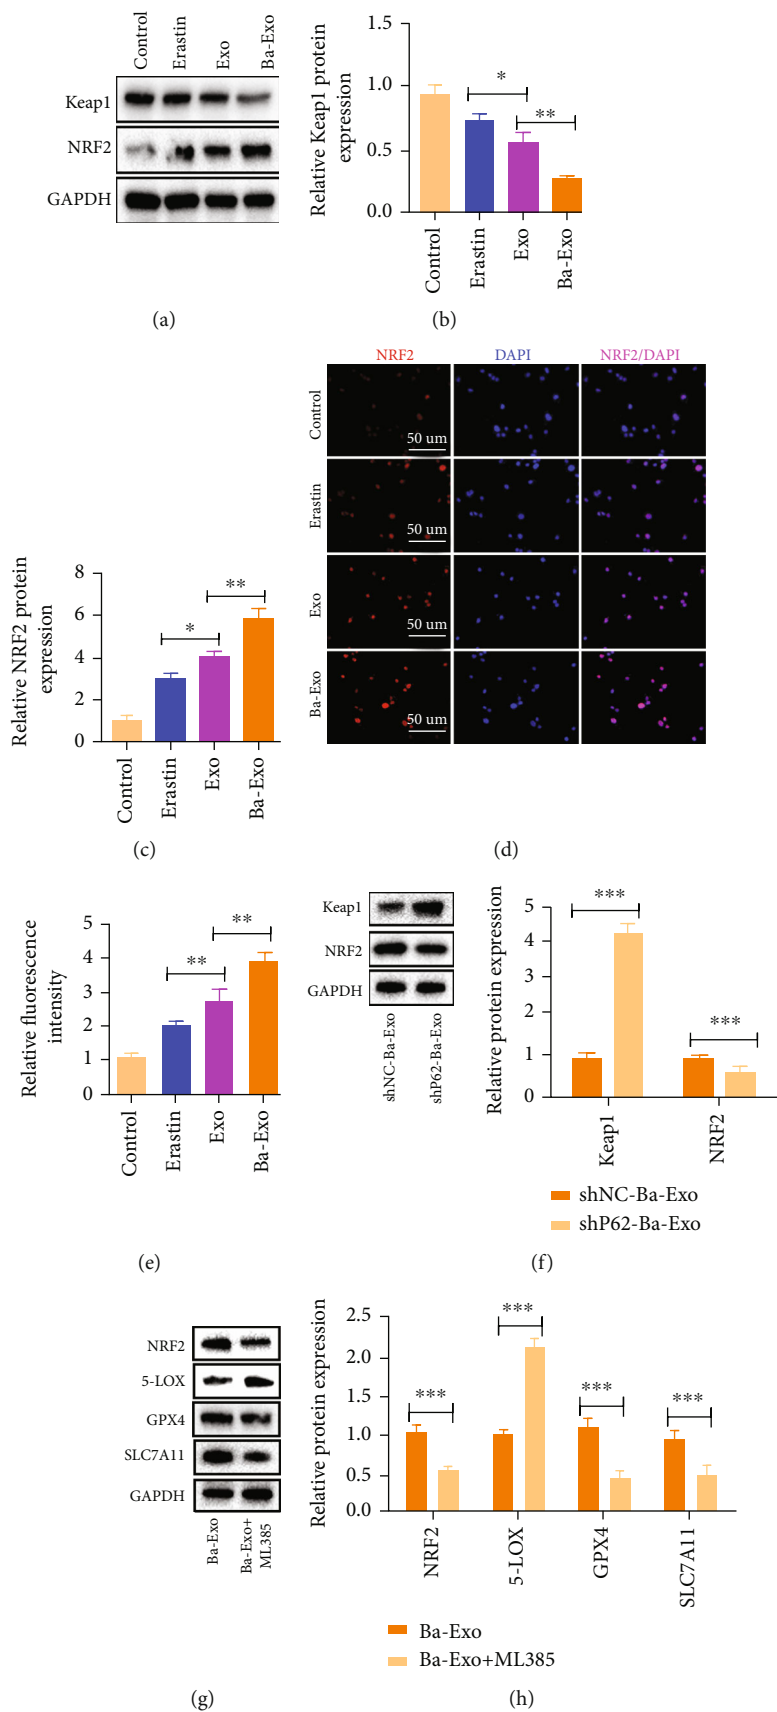 Control
Erastin
Exo
Ba-Exo
Keap1
NRF2
GAPDH
(a)
Relative Keap1 protein
expression
1.5
1.0
0.5
0.0
*
**
Control
Erastin
Exo
Ba-Exo
(b)
Relative NRF2 protein
expression
8
6
4
2
0
*
**
Control
Erastin
Exo
Ba-Exo
(c)
NRF2
DAPI
NRF2/DAPI
Control
50 um
Erastin
50 um
Exo
50 um
Ba-Exo
50 um
(d)
Relative fluorescence
intensity
5
4
3
2
1
0
**
**
Control
Erastin
Exo
Ba-Exo
(e)
Keap1
NRF2
GAPDH
shNC-Ba-Exo
shP62-Ba-Exo
Relative protein expression
5
4
3
2
1
0
***
***
Keap1
NRF2
shNC-Ba-Exo
shP62-Ba-Exo
(f)
NRF2
5-LOX
GPX4
SLC7A11
GAPDH
Ba-Exo
Ba-Exo+
ML385
(g)
Relative protein expression
2.5
2.0
1.5
1.0
0.5
0.0
***
***
***
***
NRF2
5-LOX
GPX4
SLC7A11
Ba-Exo
Ba-Exo+ML385
(h)